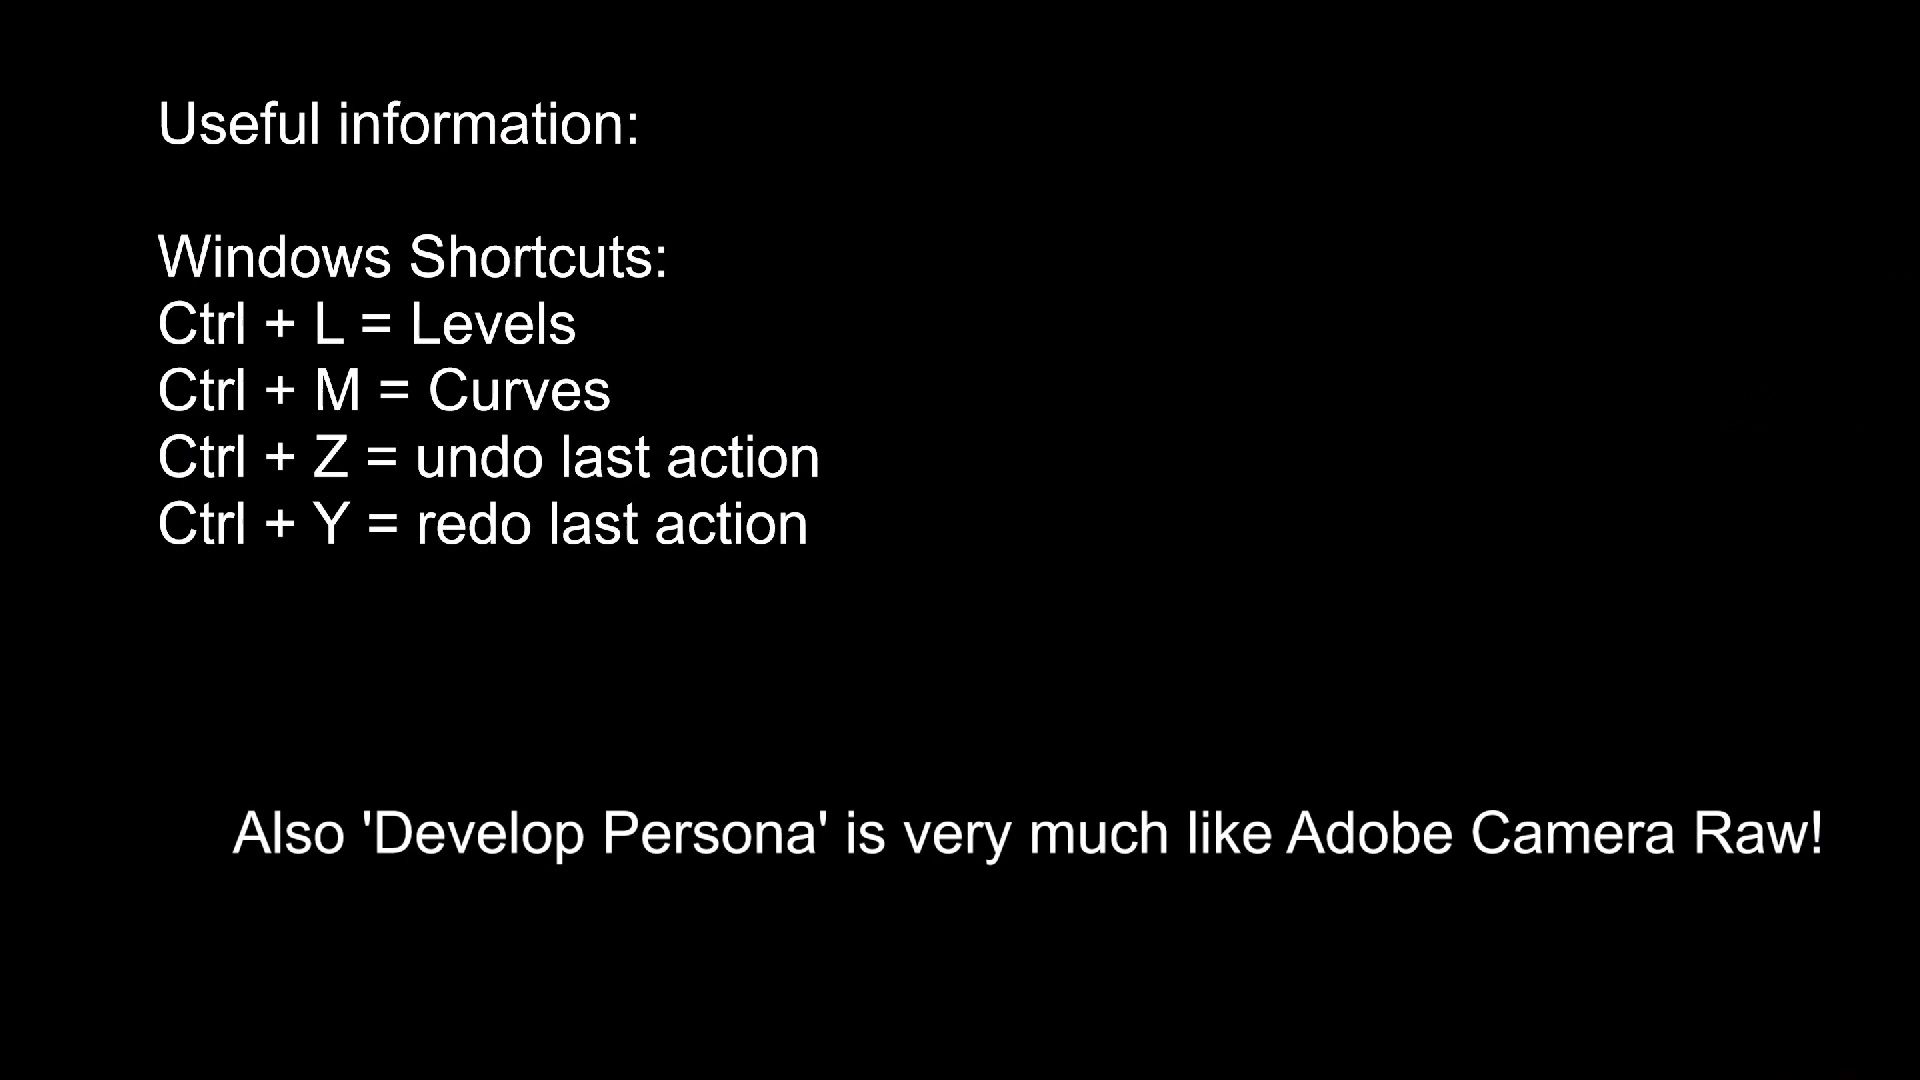 Useful information:
Windows Shortcuts:
Ctrl + L = Levels
Ctrl + M = Curves
Ctrl + Z = undo last action
Ctrl + Y = redo last action
Also 'Develop Persona' is very much like Adobe Camera Raw!